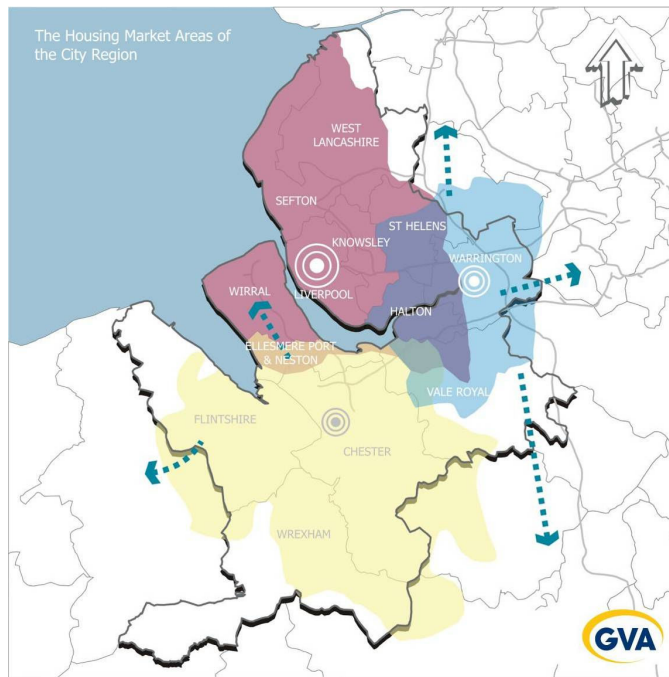 The Housing Market Areas of
the City Region
WEST
LANCASHIRE
SEFTON
ST HELENS
KNOWSLEY
WARRINGTON
WIRRAL
LIVERPOOL
HALTON
ELLESMERE PORT
& NESTON
VALE ROYAL
FLINTSHIRE
CHESTER
WREXHAM
GVA